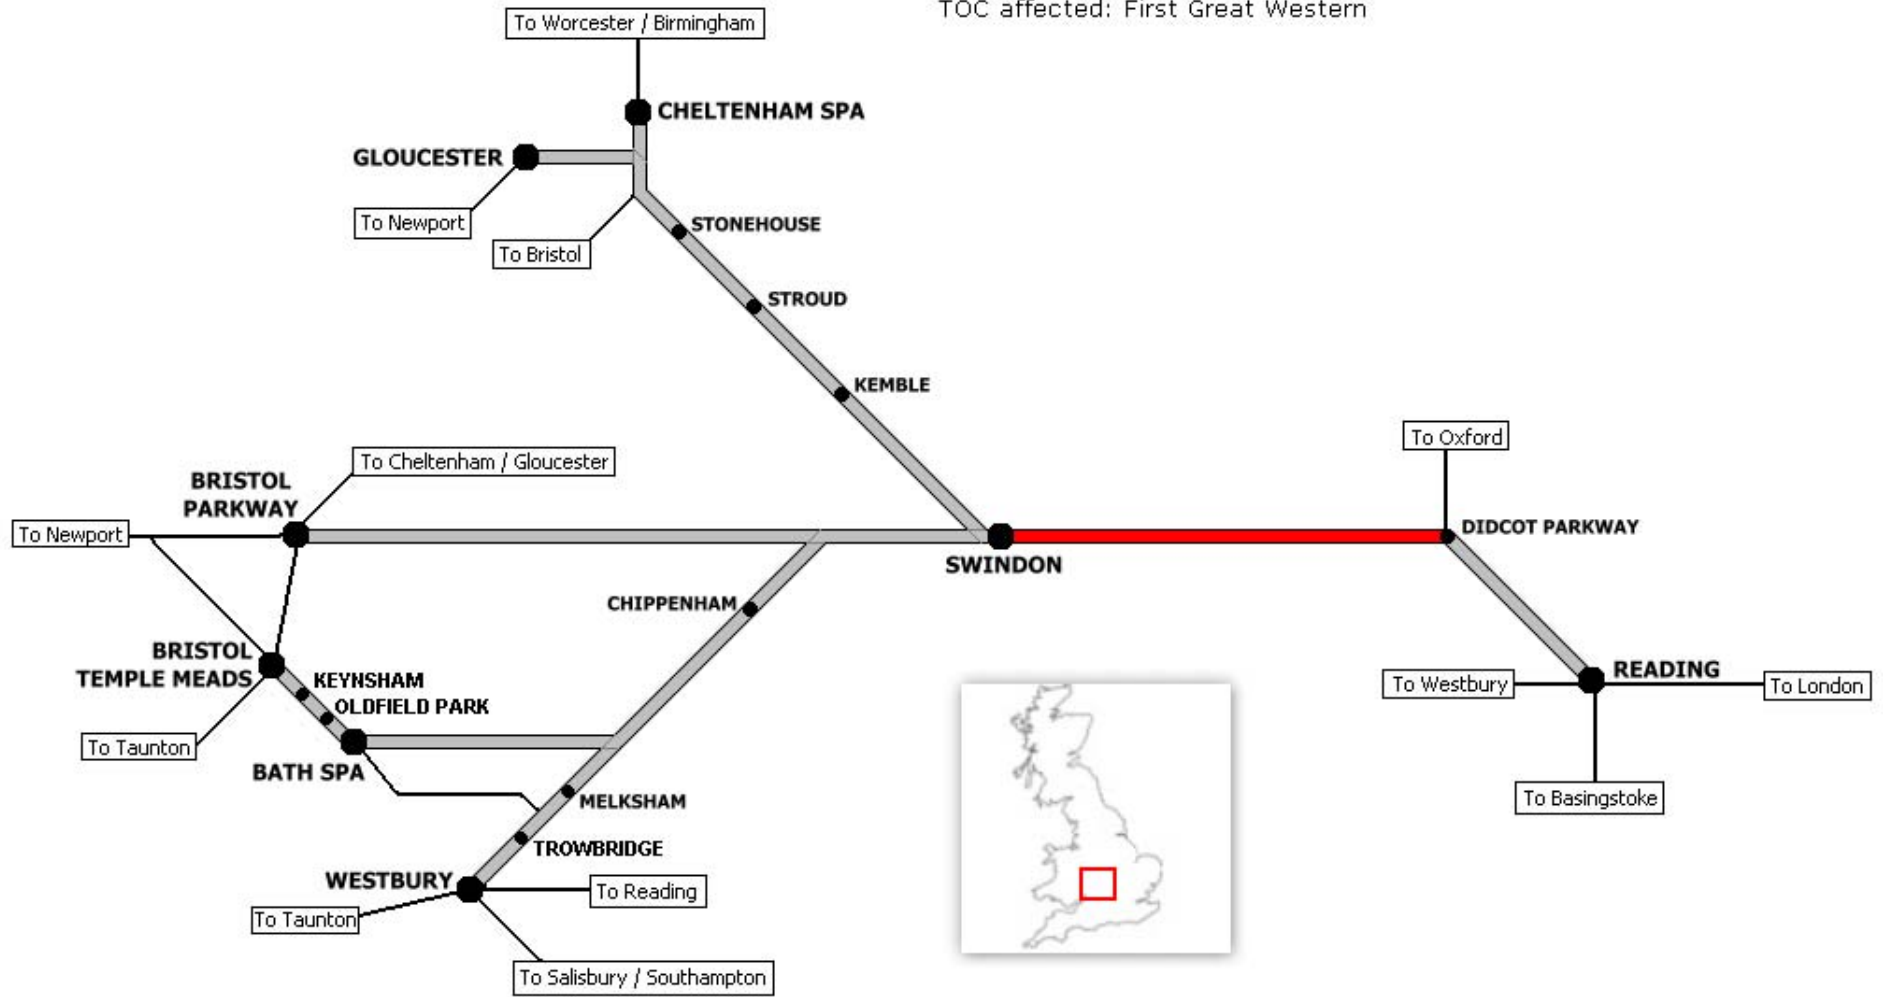 TOC affected: First Great Western
To Worcester / Birmingham
CHELTENHAM SPA
GLOUCESTER
To Newport
STONEHOUSE
To Bristol
STROUD
KEMBLE
To Oxford
To Cheltenham / Gloucester
BRISTOL
PARKWAY
To Newport
DIDCOT PARKWAY
SWINDON
CHIPPENHAM
BRISTOL
TEMPLE MEADS
KEYNSHAM
OLDFIELD PARK
READING
To Westbury
To London
To Taunton
BATH SPA
MELKSHAM
To Basingstoke
TROWBRIDGE
WESTBURY
To Reading
To Taunton
To Salisbury / Southampton